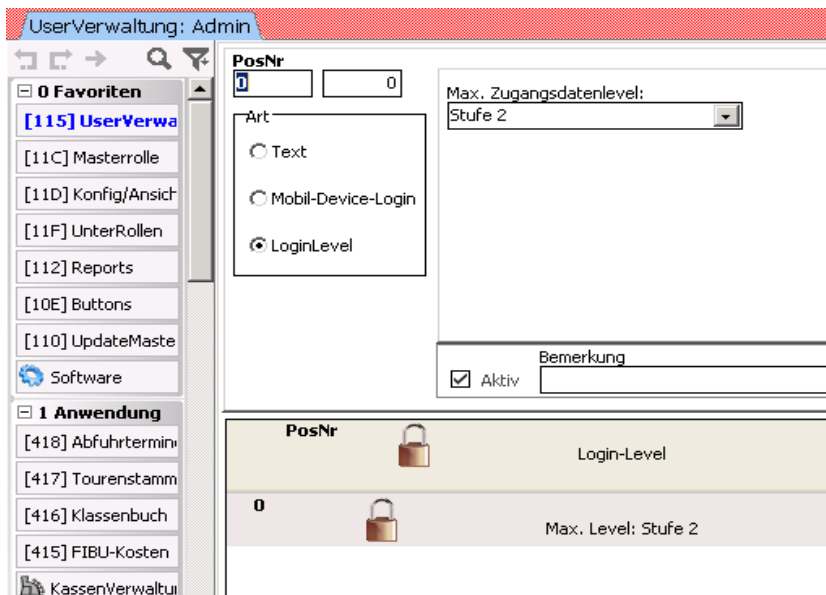 UserVerwaltung: Admin
0 Favoriten
[115] UserVerwa
[11C] Masterrolle
[11D] Konfig/Ansich
[11F] UnterRollen
[112] Reports
[10E] Buttons
[110] UpdateMaste
Software
1 Anwendung
[418] Abfuhrtermin
[417] Tourenstamm
[416] Klassenbuch
[415] FIBU-Kosten
KassenVerwaltu
PosNr
0 0
Art
Text
Mobil-Device-Login
LoginLevel
Max. Zugangsdatenlevel:
Stufe 2
Aktiv
Bemerkung
PosNr
Login-Level
0
Max. Level: Stufe 2